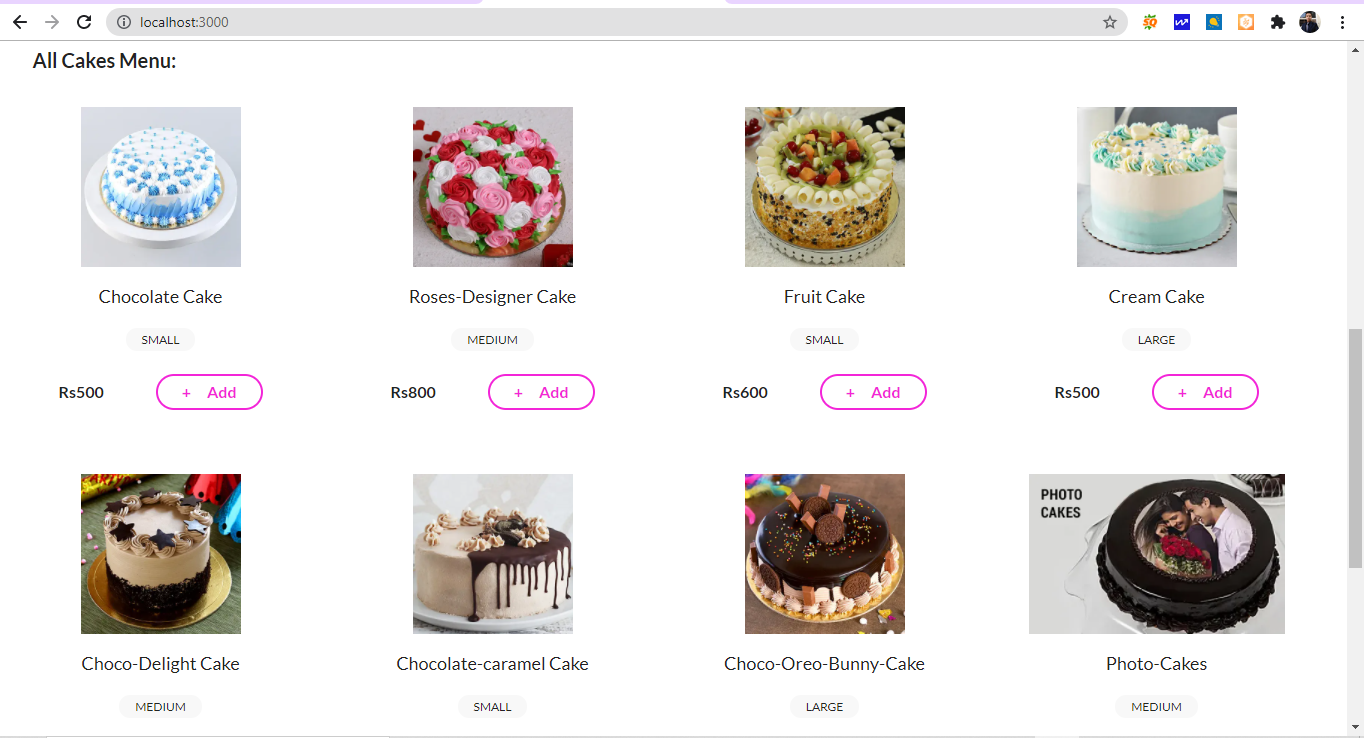 localhost:3000
All Cakes Menu:
Chocolate Cake
SMALL
Rs500
+ Add
Roses-Designer Cake
MEDIUM
Rs800
+ Add
Fruit Cake
SMALL
Rs600
+ Add
Cream Cake
LARGE
Rs500
+ Add
Choco-Delight Cake
MEDIUM
Chocolate-caramel Cake
SMALL
Choco-Oreo-Bunny-Cake
LARGE
PHOTO
CAKES
Photo-Cakes
MEDIUM